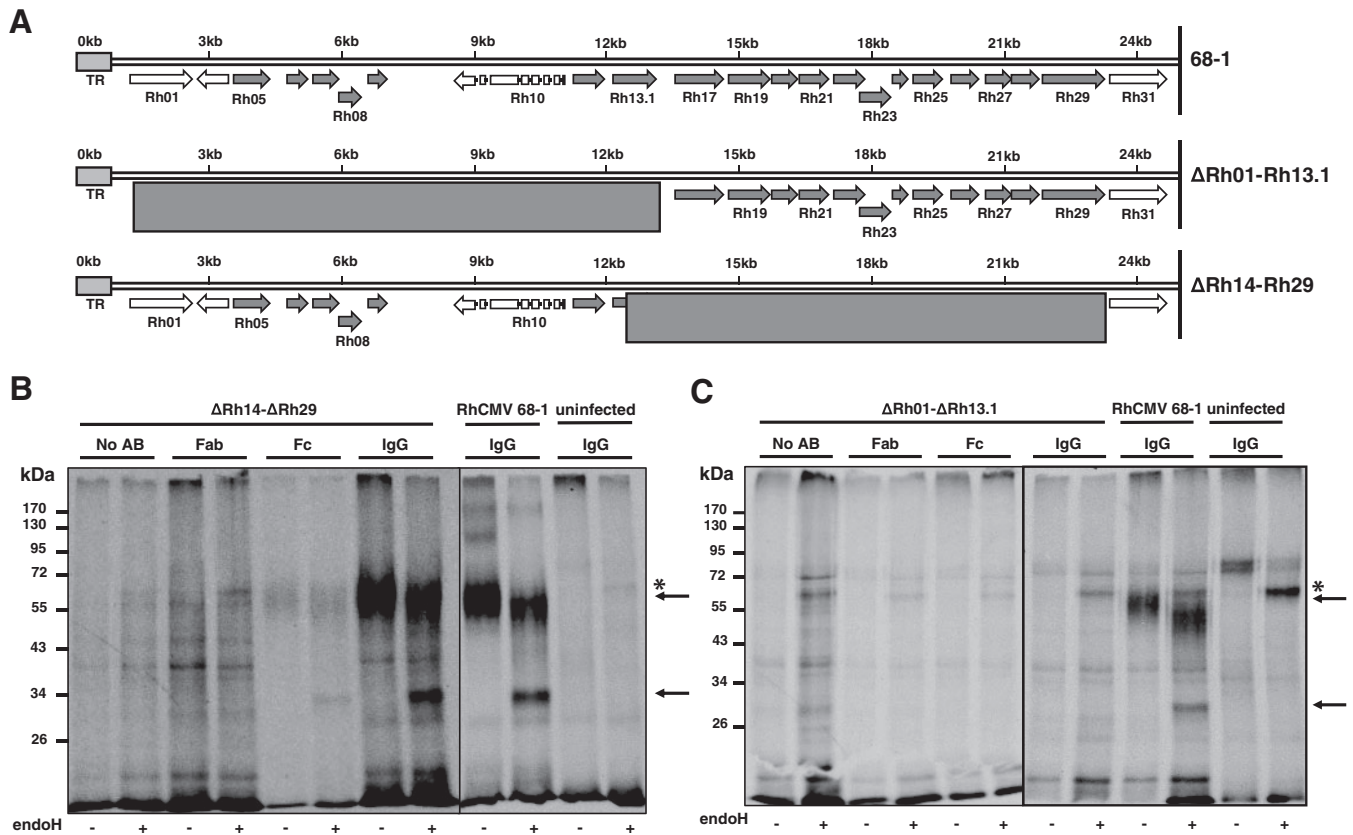 A
0kb 3kb 6kb 9kb 12kb 15kb 18kb 21kb 24kb
68-1
TR Rh01 Rh05 Rh08 Rh10 Rh13.1 Rh17 Rh19 Rh21 Rh23 Rh25 Rh27 Rh29 Rh31
0kb 3kb 6kb 9kb 12kb 15kb 18kb 21kb 24kb
ΔRh01-Rh13.1
TR Rh19 Rh21 Rh23 Rh25 Rh27 Rh29 Rh31
0kb 3kb 6kb 9kb 12kb 15kb 18kb 21kb 24kb
ΔRh14-Rh29
TR Rh01 Rh05 Rh08 Rh10
B
ΔRh14-ΔRh29 RhCMV 68-1 uninfected
No AB Fab Fc IgG IgG IgG
kDa
170
130
95
72
*
55
43
34
26
endoH - + - + - + - + - + - +
C
ΔRh01-ΔRh13.1 RhCMV 68-1 uninfected
No AB Fab Fc IgG IgG IgG
kDa
170
130
95
72
*
55
43
34
26
endoH - + - + - + - + - + - +